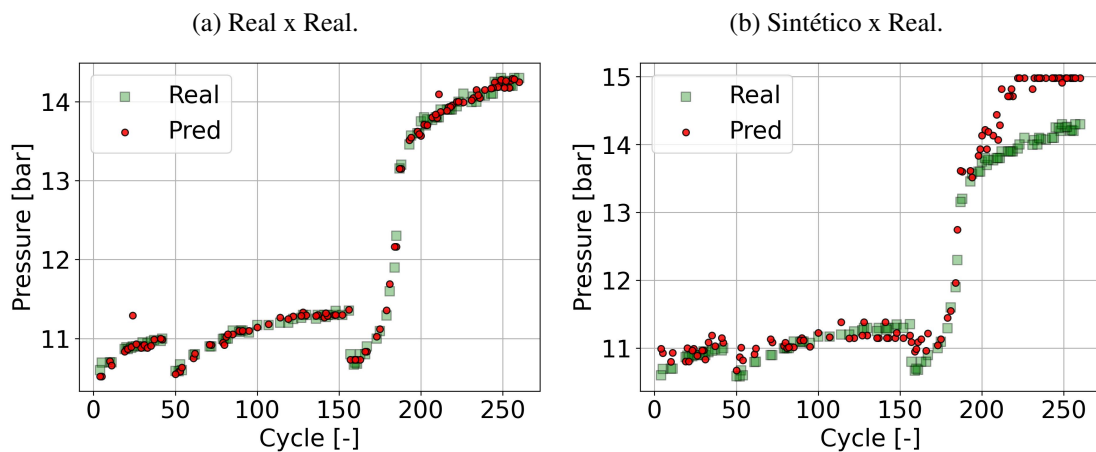 (a) Real x Real.
Real
Pred
Pressure [bar]
14
13
12
11
0 50 100 150 200 250
Cycle [-]
(b) Sintético x Real.
Real
Pred
Pressure [bar]
15
14
13
12
11
0 50 100 150 200 250
Cycle [-]